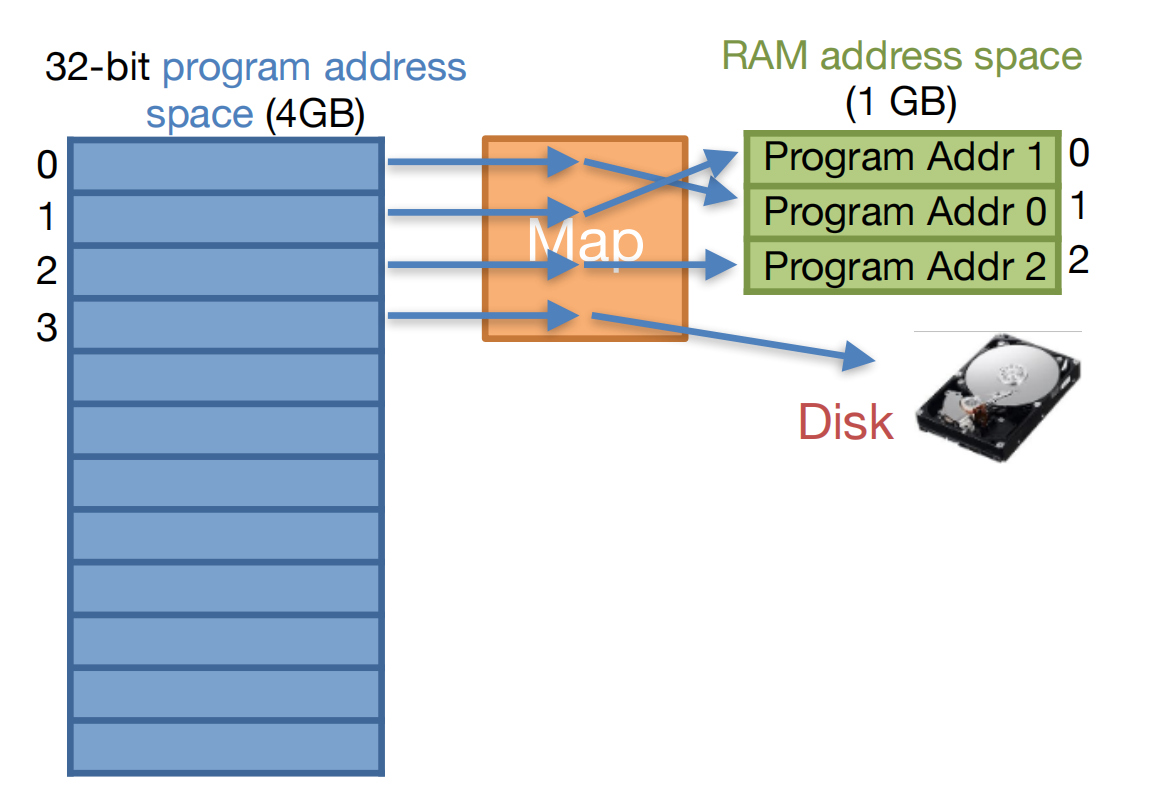 32-bit program address
space (4GB)
0
1
2
3
Map
RAM address space
(1 GB)
Program Addr 1 0
Program Addr 0 1
Program Addr 2 2
Disk